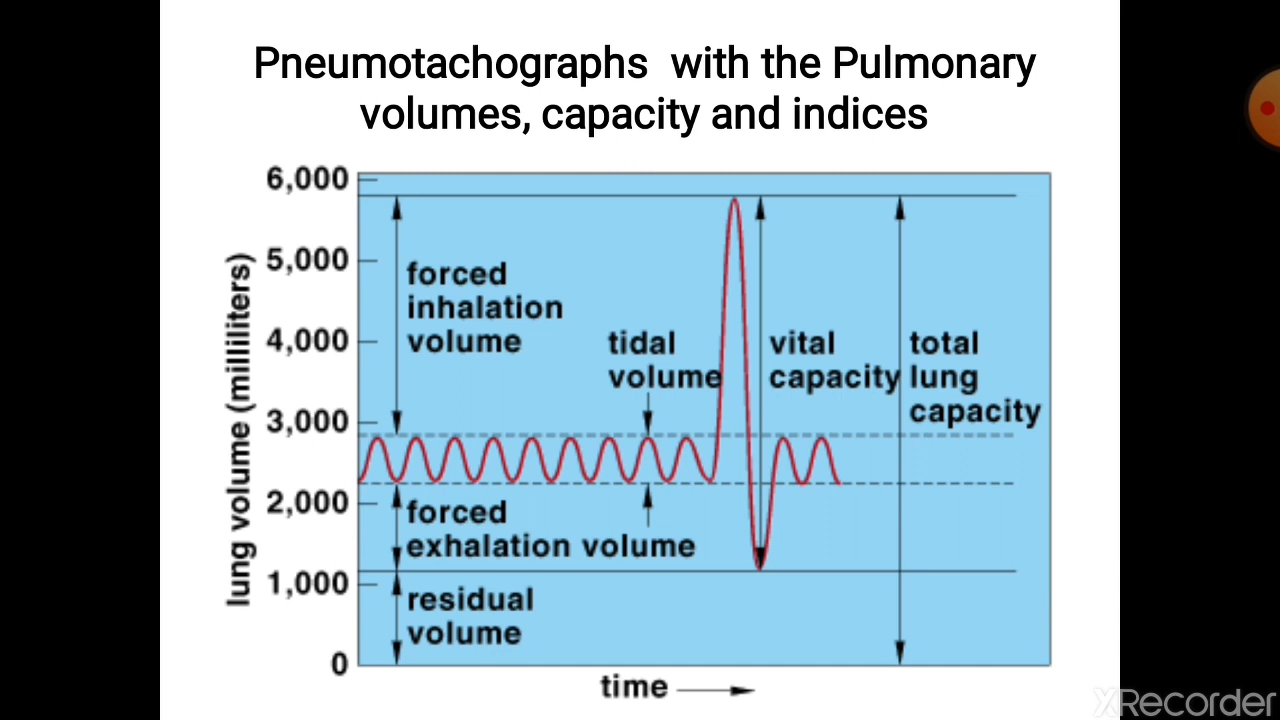 Pneumotachographs with the Pulmonary
volumes, capacity and indices
6,000
5,000
4,000
3,000
2,000
1,000
0
lung volume (milliliters)
forced
inhalation
volume
tidal
volume
vital
capacity
total
lung
capacity
forced
exhalation volume
residual
volume
time
XRecorder